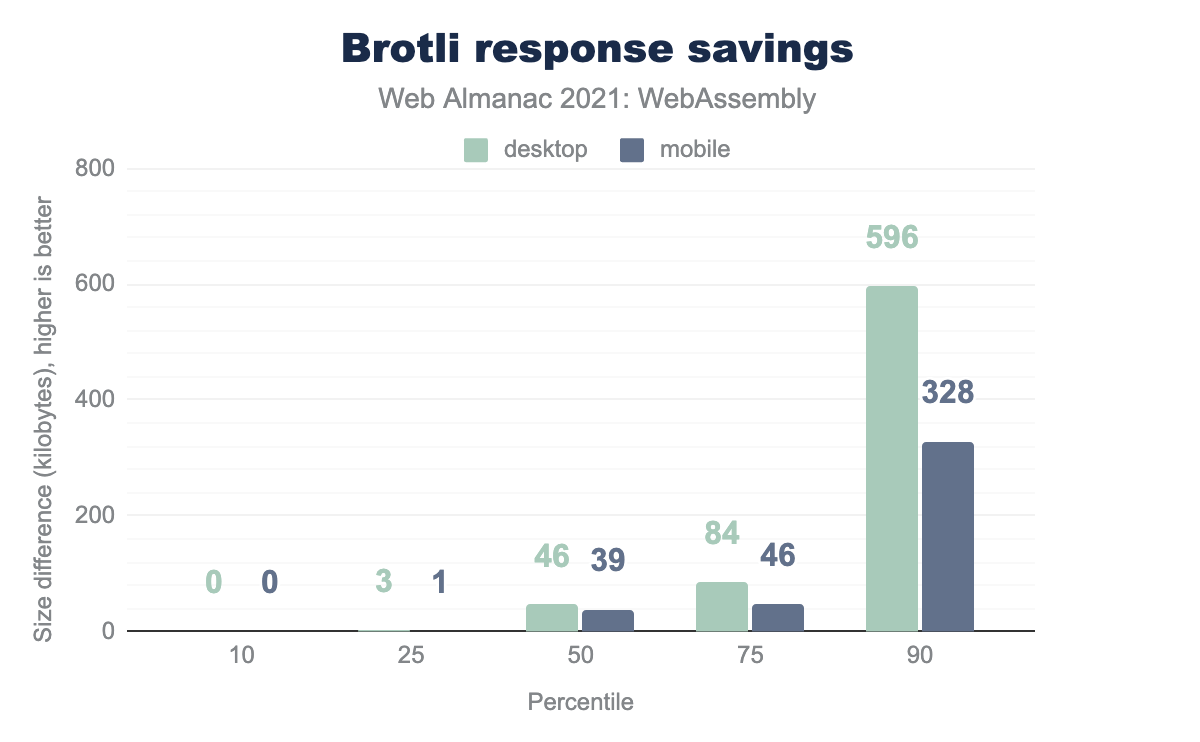 Brotli response savings
Web Almanac 2021: WebAssembly
desktop mobile
Size difference (kilobytes), higher is better
800
600
400
200
0
596
328
84
46
46
39
3
1
0
0
10 25 50 75 90
Percentile